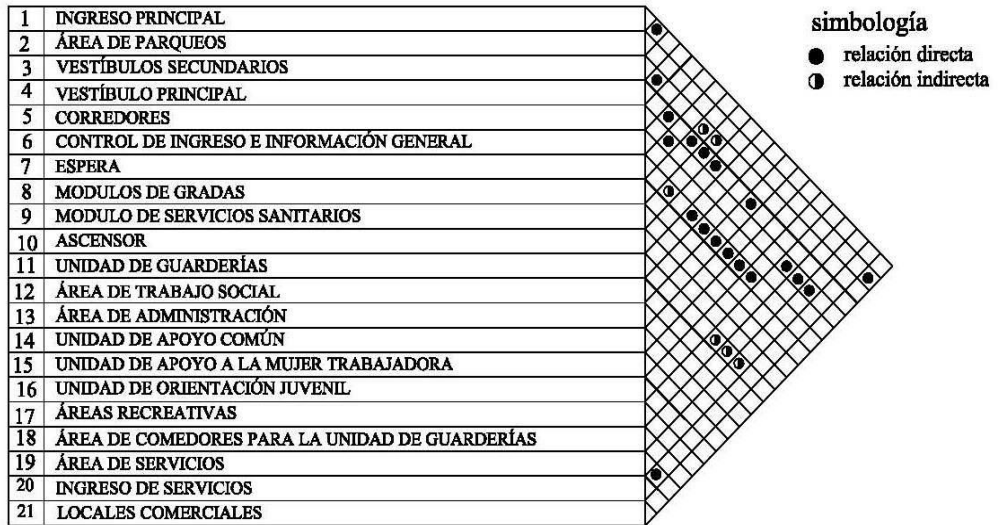 1 INGRESO PRINCIPAL
2 ÁREA DE PARQUEOS
3 VESTÍBULOS SECUNDARIOS
4 VESTÍBULO PRINCIPAL
5 CORREDORES
6 CONTROL DE INGRESO E INFORMACIÓN GENERAL
7 ESPERA
8 MODULOS DE GRADAS
9 MODULO DE SERVICIOS SANITARIOS
10 ASCENSOR
11 UNIDAD DE GUARDERÍAS
12 ÁREA DE TRABAJO SOCIAL
13 ÁREA DE ADMINISTRACIÓN
14 UNIDAD DE APOYO COMÚN
15 UNIDAD DE APOYO A LA MUJER TRABAJADORA
16 UNIDAD DE ORIENTACIÓN JUVENIL
17 ÁREAS RECREATIVAS
18 ÁREA DE COMEDORES PARA LA UNIDAD DE GUARDERÍAS
19 ÁREA DE SERVICIOS
20 INGRESO DE SERVICIOS
21 LOCALES COMERCIALES
simbología
relación directa
relación indirecta